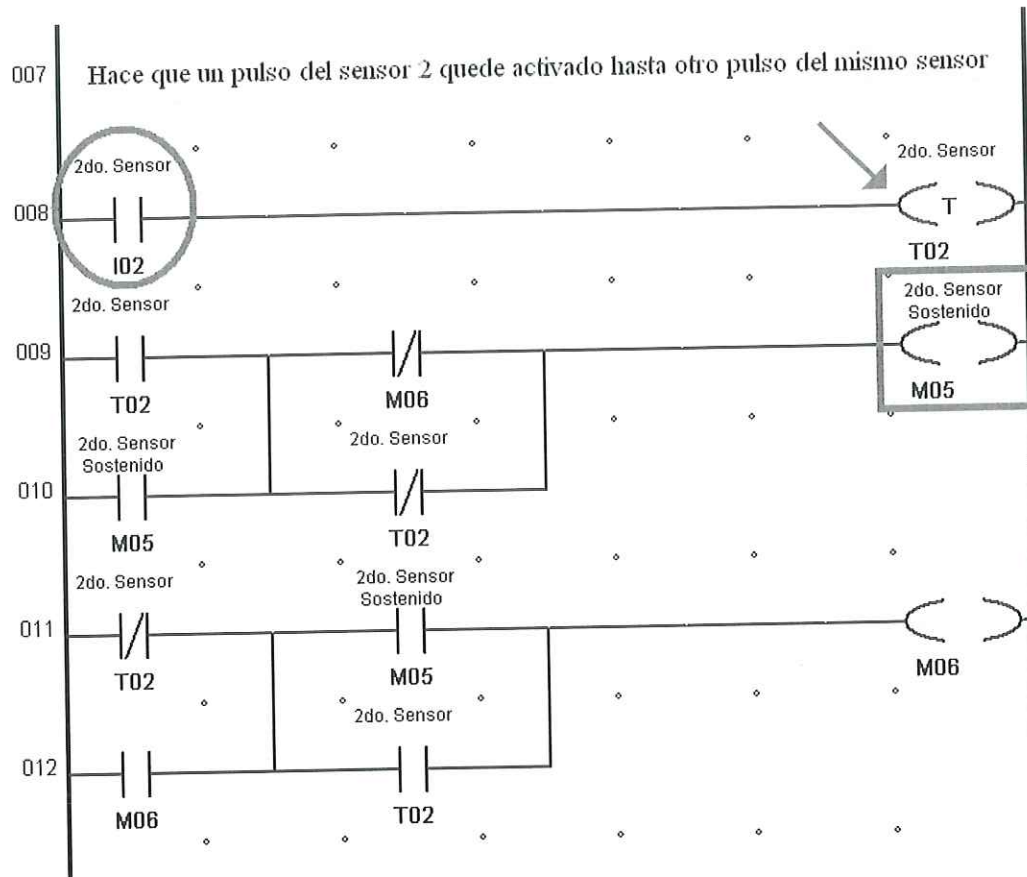 007 Hace que un pulso del sensor 2 quede activado hasta otro pulso del mismo sensor
2do. Sensor 2do. Sensor
008 T
I02 T02
2do. Sensor 2do. Sensor
Sostenido
009
T02 M06 M05
2do. Sensor 2do. Sensor
Sostenido
010
M05 T02
2do. Sensor 2do. Sensor
Sostenido
011
T02 M05 M06
2do. Sensor
012
M06 T02